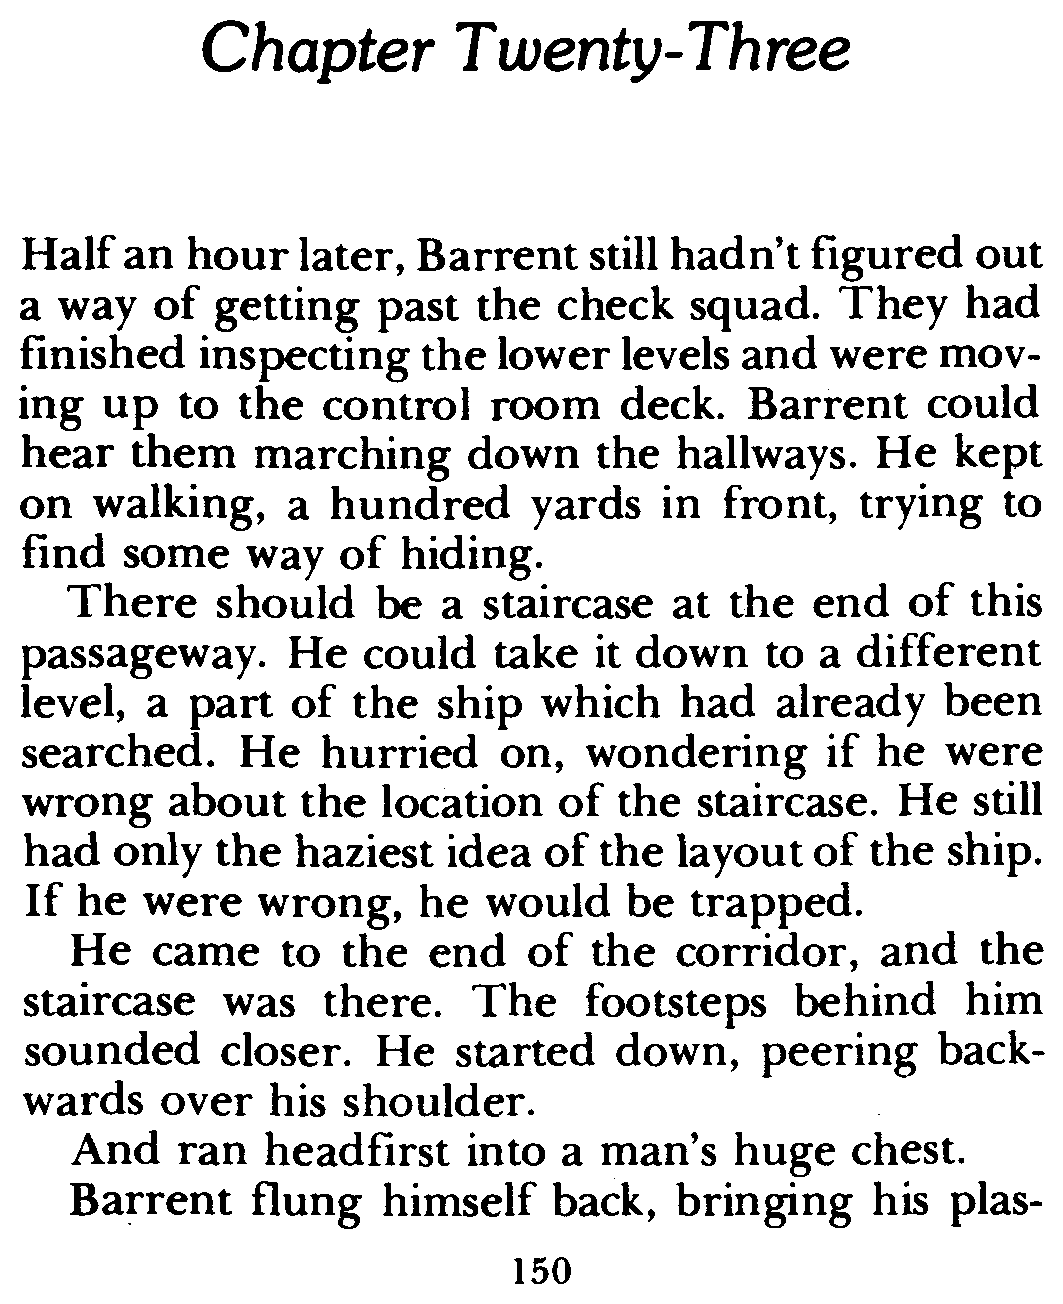 Chapter Twenty-Three
Half an hour later, Barrent still hadn't figured out
a way of getting past the check squad. They had
finished inspecting the lower levels and were mov-
ing up to the control room deck. Barrent could
hear them marching down the hallways. He kept
on walking, a hundred yards in front, trying to
find some way of hiding.
There should be a staircase at the end of this
passageway. He could take it down to a different
level, a part of the ship which had already been
searched. He hurried on, wondering if he were
wrong about the location of the staircase. He still
had only the haziest idea of the layout of the ship.
If he were wrong, he would be trapped.
He came to the end of the corridor, and the
staircase was there. The footsteps behind him
sounded closer. He started down, peering back-
wards over his shoulder.
And ran headfirst into a man's huge chest.
Barrent flung himself back, bringing his plas-
150